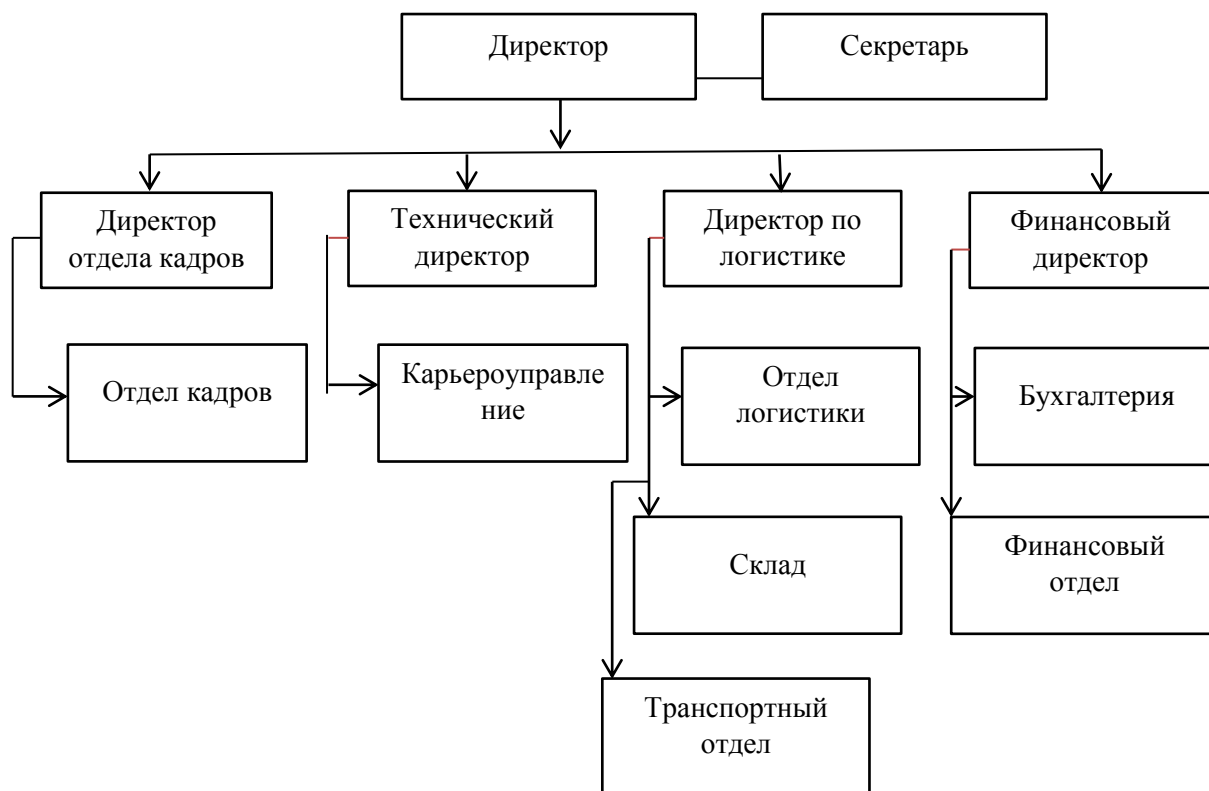 Директор
Секретарь
Директор
отдела кадров
Технический
директор
Директор по
логистике
Финансовый
директор
Отдел кадров
Карьероуправле
ние
Отдел
логистики
Бухгалтерия
Склад
Финансовый
отдел
Транспортный
отдел